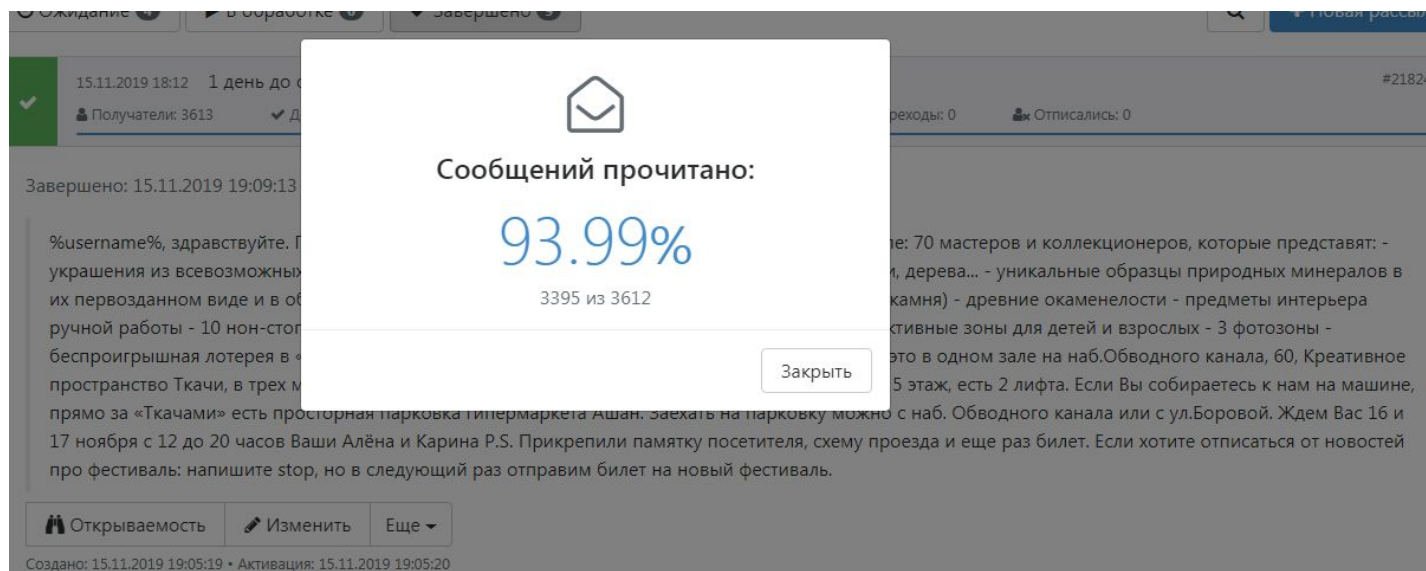 Ожидание 4 В обработке 0 Завершено 9 Новая рассы
15.11.2019 18:12 1 день до #21824
Получатели: 3613 Отписались: 0
Завершено: 15.11.2019 19:09:13
Сообщений прочитано:
93.99%
3395 из 3612
Закрыть
%username%, здравствуйте. 70 мастеров и коллекционеров, которые представят: -
украшения из всевозможных дерева... - уникальные образцы природных минералов в
их первозданном виде и в камня) - древние окаменелости - предметы интерьера
ручной работы - 10 нон-стоп зоны для детей и взрослых - 3 фотозоны -
беспроигрышная лотерея в « это в одном зале на наб.Обводного канала, 60, Креативное
пространство Ткачи, в трех 5 этаж, есть 2 лифта. Если Вы собираетесь к нам на машине,
прямо за «Ткачами» есть просторная парковка гипермаркета Ашан. Заехать на парковку можно с наб. Обводного канала или с ул.Боровой. Ждем Вас 16 и
17 ноября с 12 до 20 часов Ваши Алёна и Карина P.S. Прикрепили памятку посетителя, схему проезда и еще раз билет. Если хотите отписаться от новостей
про фестиваль: напишите stop, но в следующий раз отправим билет на новый фестиваль.
Открываемость Изменить Еще
Создано: 15.11.2019 19:05:19 • Активация: 15.11.2019 19:05:20